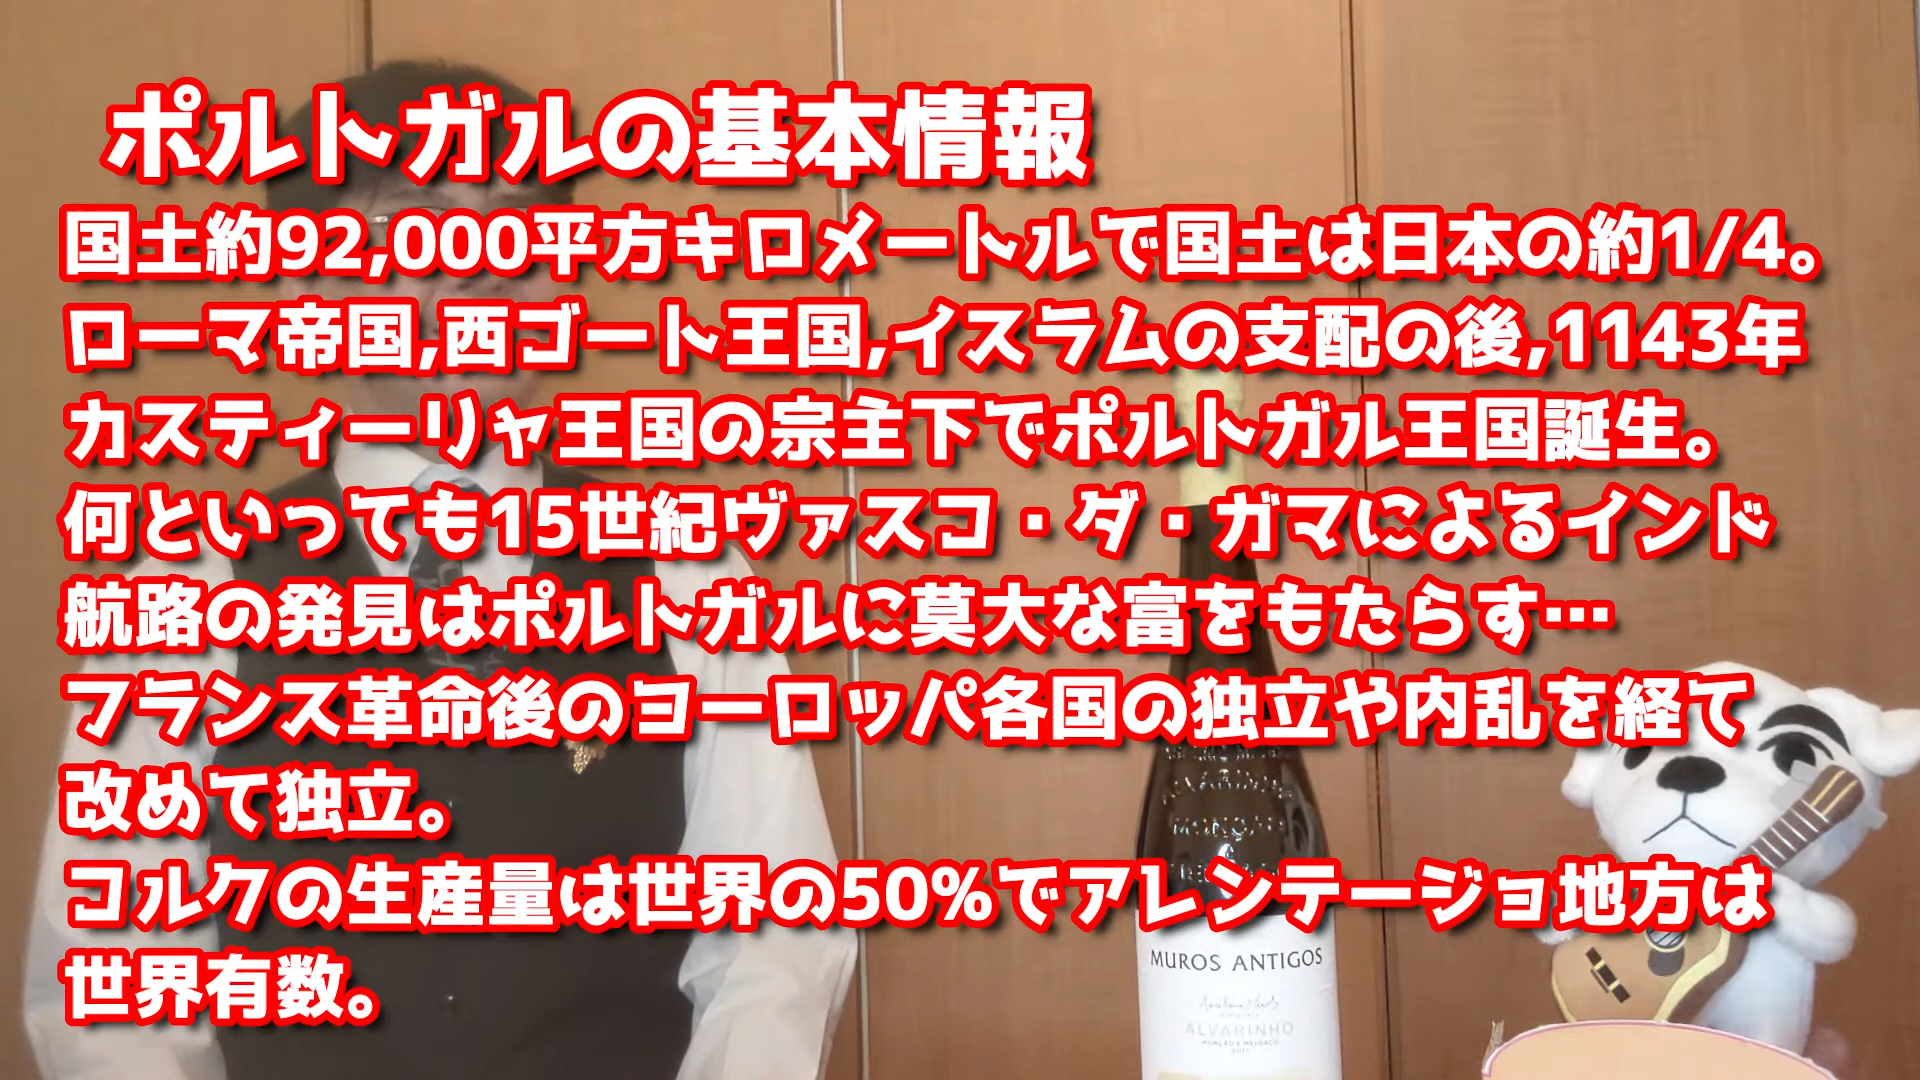 ポルトガルの基本情報
国土約92,000平方キロメートルで国土は日本の約1/4。
ローマ帝国,西ゴート王国,イスラムの支配の後,1143年
カスティーリャ王国の宗主下でポルトガル王国誕生。
何といっても15世紀ヴァスコ・ダ・ガマによるインド
航路の発見はポルトガルに莫大な富をもたらす…
フランス革命後のヨーロッパ各国の独立や内乱を経て
改めて独立。
コルクの生産量は世界の50%でアレンテージョ地方は
世界有数。
MUROS ANTIGOS
ALVARINHO
MONÇÃO E MELGAÇO